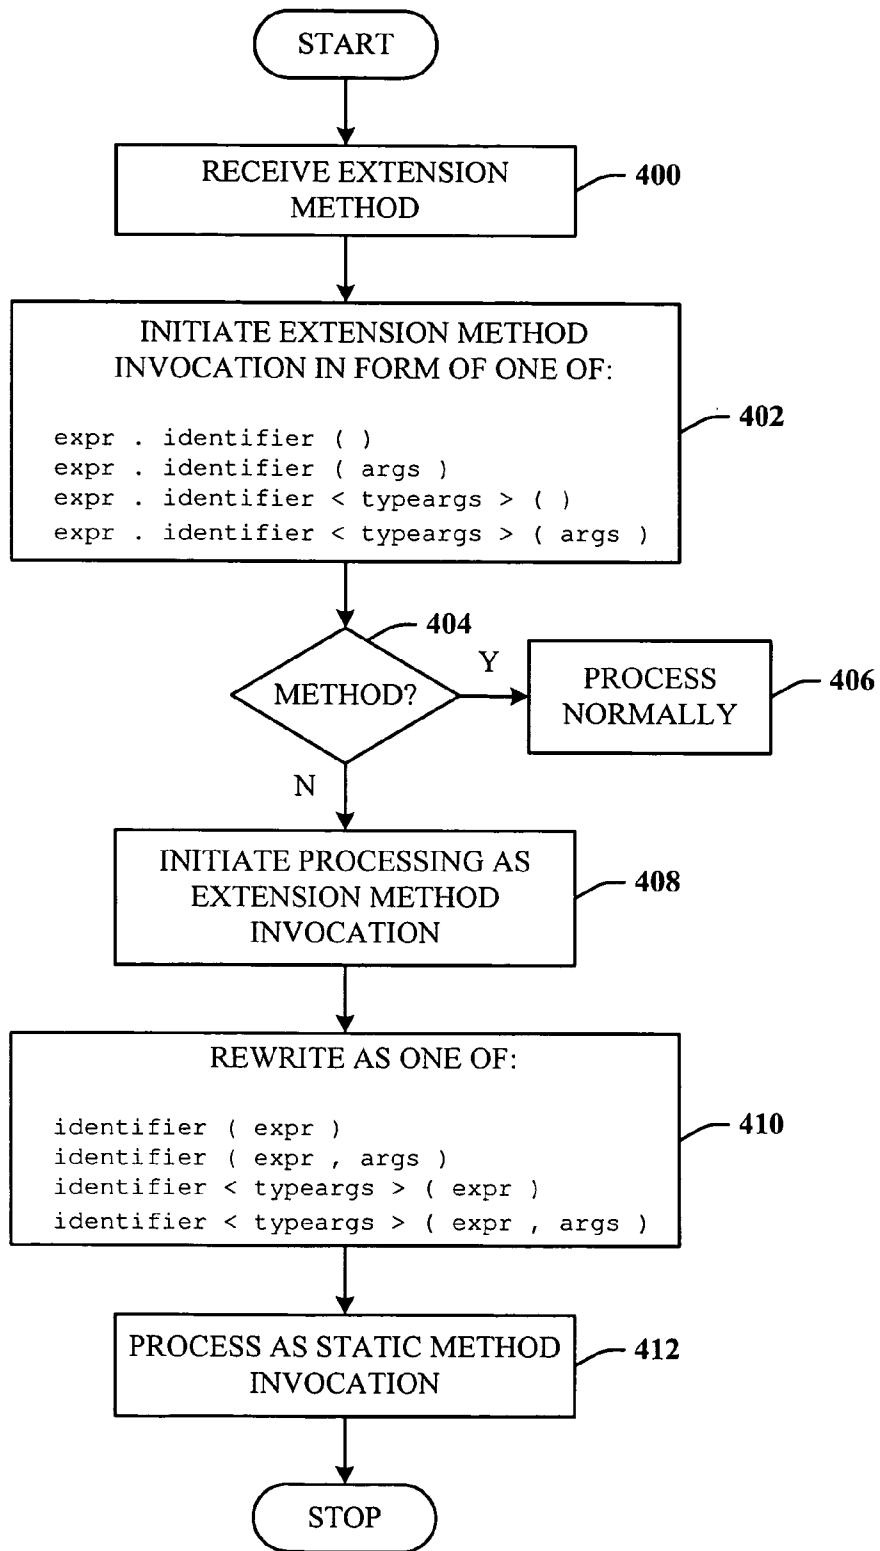 START
RECEIVE EXTENSION
METHOD
400
INITIATE EXTENSION METHOD
INVOCATION IN FORM OF ONE OF:
expr . identifier ( )
expr . identifier ( args )
expr . identifier < typeargs > ( )
expr . identifier < typeargs > ( args )
402
404
METHOD?
Y
PROCESS
NORMALLY
406
N
INITIATE PROCESSING AS
EXTENSION METHOD
INVOCATION
408
REWRITE AS ONE OF:
identifier ( expr )
identifier ( expr , args )
identifier < typeargs > ( expr )
identifier < typeargs > ( expr , args )
410
PROCESS AS STATIC METHOD
INVOCATION
412
STOP